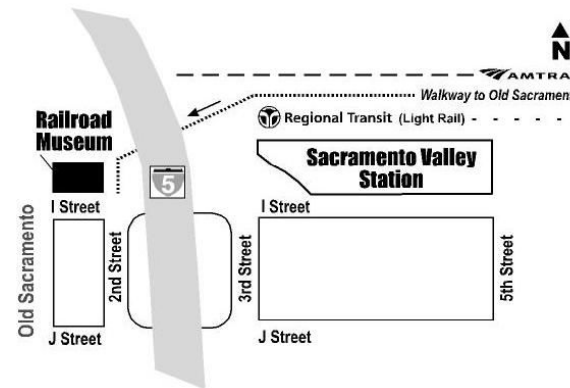 N
AMTRA
Walkway to Old Sacrament
Regional Transit (Light Rail)
Railroad
Museum
Sacramento Valley
Station
5
I Street
I Street
Old Sacramento
2nd Street
3rd Street
5th Street
J Street
J Street